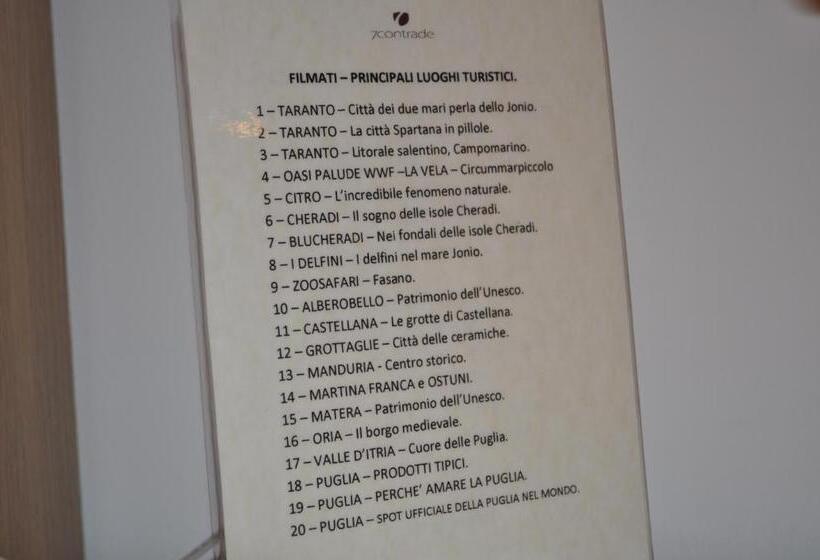 7contrade
FILMATI – PRINCIPALI LUOGHI TURISTICI.
1 – TARANTO – Città dei due mari perla dello Jonio.
2 – TARANTO – La città Spartana in pillole.
3 – TARANTO – Litorale salentino, Campomarino.
4 – OASI PALUDE WWF –LA VELA – Circummarpiccolo
5 – CITRO – L'incredibile fenomeno naturale.
6 – CHERADI – Il sogno delle isole Cheradi.
7 – BLUCHERADI – Nei fondali delle isole Cheradi.
8 – I DELFINI – I delfini nel mare Jonio.
9 – ZOOSAFARI – Fasano.
10 – ALBEROBELLO – Patrimonio dell'Unesco.
11 – CASTELLANA – Le grotte di Castellana.
12 – GROTTAGLIE – Città delle ceramiche.
13 – MANDURIA - Centro storico.
14 – MARTINA FRANCA e OSTUNI.
15 – MATERA – Patrimonio dell'Unesco.
16 – ORIA – Il borgo medievale.
17 – VALLE D'ITRIA – Cuore delle Puglia.
18 – PUGLIA – PRODOTTI TIPICI.
19 – PUGLIA – PERCHE' AMARE LA PUGLIA.
20 – PUGLIA – SPOT UFFICIALE DELLA PUGLIA NEL MONDO.